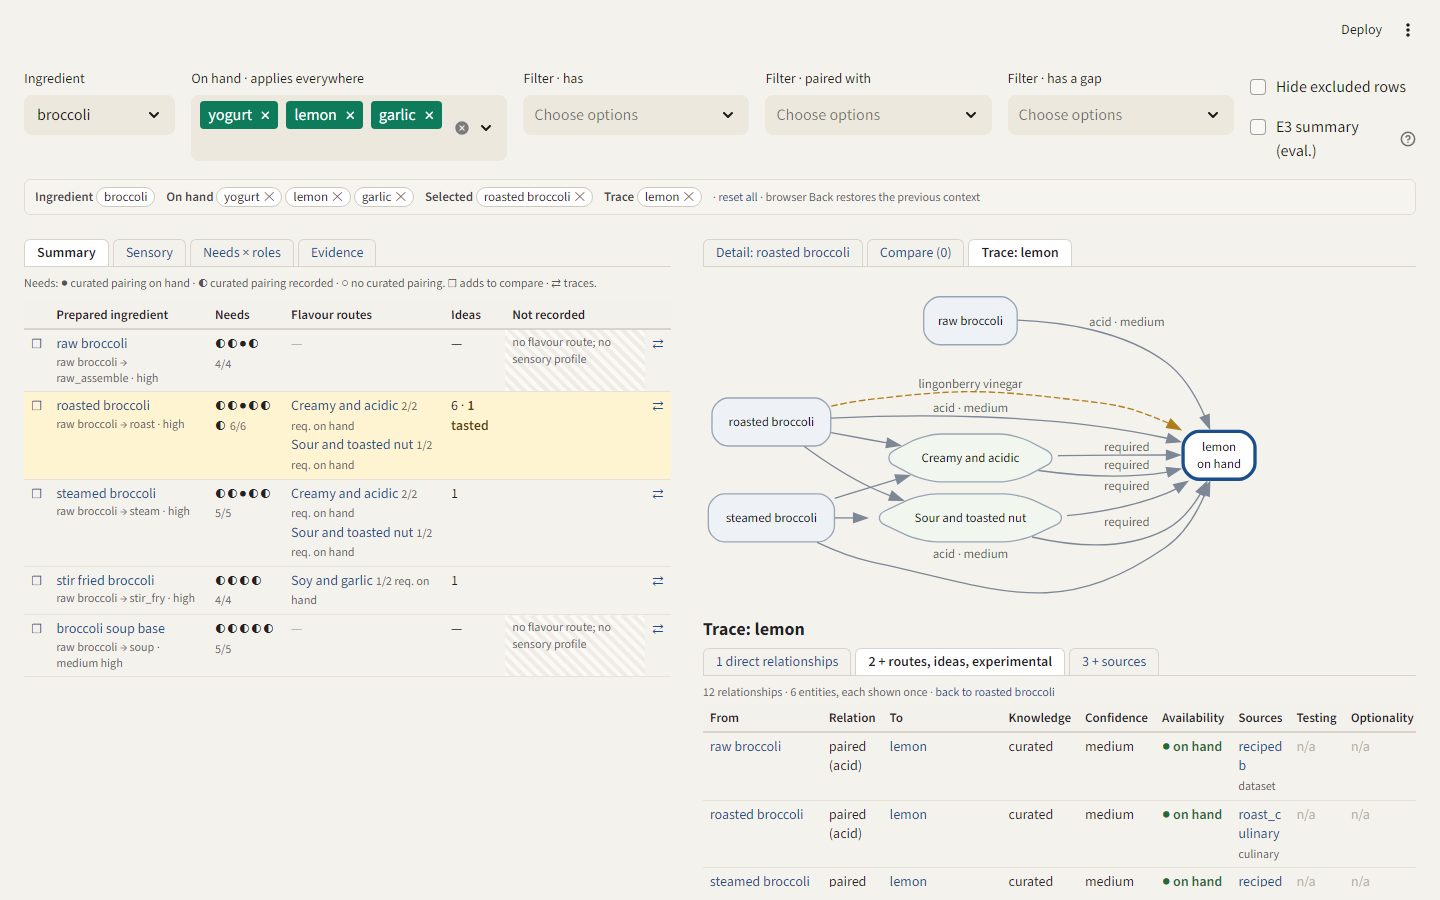 Deploy
Ingredient
On hand · applies everywhere
Filter · has
Filter · paired with
Filter · has a gap
broccoli
yogurt ×
lemon ×
garlic ×
Choose options
Choose options
Choose options
Hide excluded rows
E3 summary
(eval.)
Ingredient broccoli On hand yogurt × lemon × garlic × Selected roasted broccoli × Trace lemon × · reset all · browser Back restores the previous context
Summary
Sensory
Needs × roles
Evidence
Needs: ● curated pairing on hand · ◐ curated pairing recorded · ○ no curated pairing. ❐ adds to compare · ⇄ traces.
Prepared ingredient
Needs
Flavour routes
Ideas
Not recorded
❐ raw broccoli ◐◐●◐ — — no flavour route; no ⇄
raw broccoli → 4/4 sensory profile
raw_assemble · high
❐ roasted broccoli ◐◐●◐◐ Creamy and acidic 2/2 6 · 1 ⇄
raw broccoli → roast · high ◐ 6/6 req. on hand tasted
Sour and toasted nut 1/2
req. on hand
❐ steamed broccoli ◐◐●◐◐ Creamy and acidic 2/2 1 ⇄
raw broccoli → steam · high 5/5 req. on hand
Sour and toasted nut 1/2
req. on hand
❐ stir fried broccoli ◐◐◐◐ Soy and garlic 1/2 req. on 1 ⇄
raw broccoli → stir_fry · high 4/4 hand
❐ broccoli soup base ◐◐◐◐◐ — — no flavour route; no ⇄
raw broccoli → soup · 5/5 sensory profile
medium high
Detail: roasted broccoli
Compare (0)
Trace: lemon
raw broccoli
acid · medium
lingonberry vinegar
acid · medium
roasted broccoli
Creamy and acidic
required
required
required
lemon
on hand
steamed broccoli
Sour and toasted nut
required
acid · medium
Trace: lemon
1 direct relationships
2 + routes, ideas, experimental
3 + sources
12 relationships · 6 entities, each shown once · back to roasted broccoli
From Relation To Knowledge Confidence Availability Sources Testing Optionality
raw broccoli paired lemon curated medium ● on hand reciped n/a n/a
(acid) b
dataset
roasted broccoli paired lemon curated medium ● on hand roast_c n/a n/a
(acid) ulinary
culinary
steamed broccoli paired lemon curated medium ● on hand reciped n/a n/a